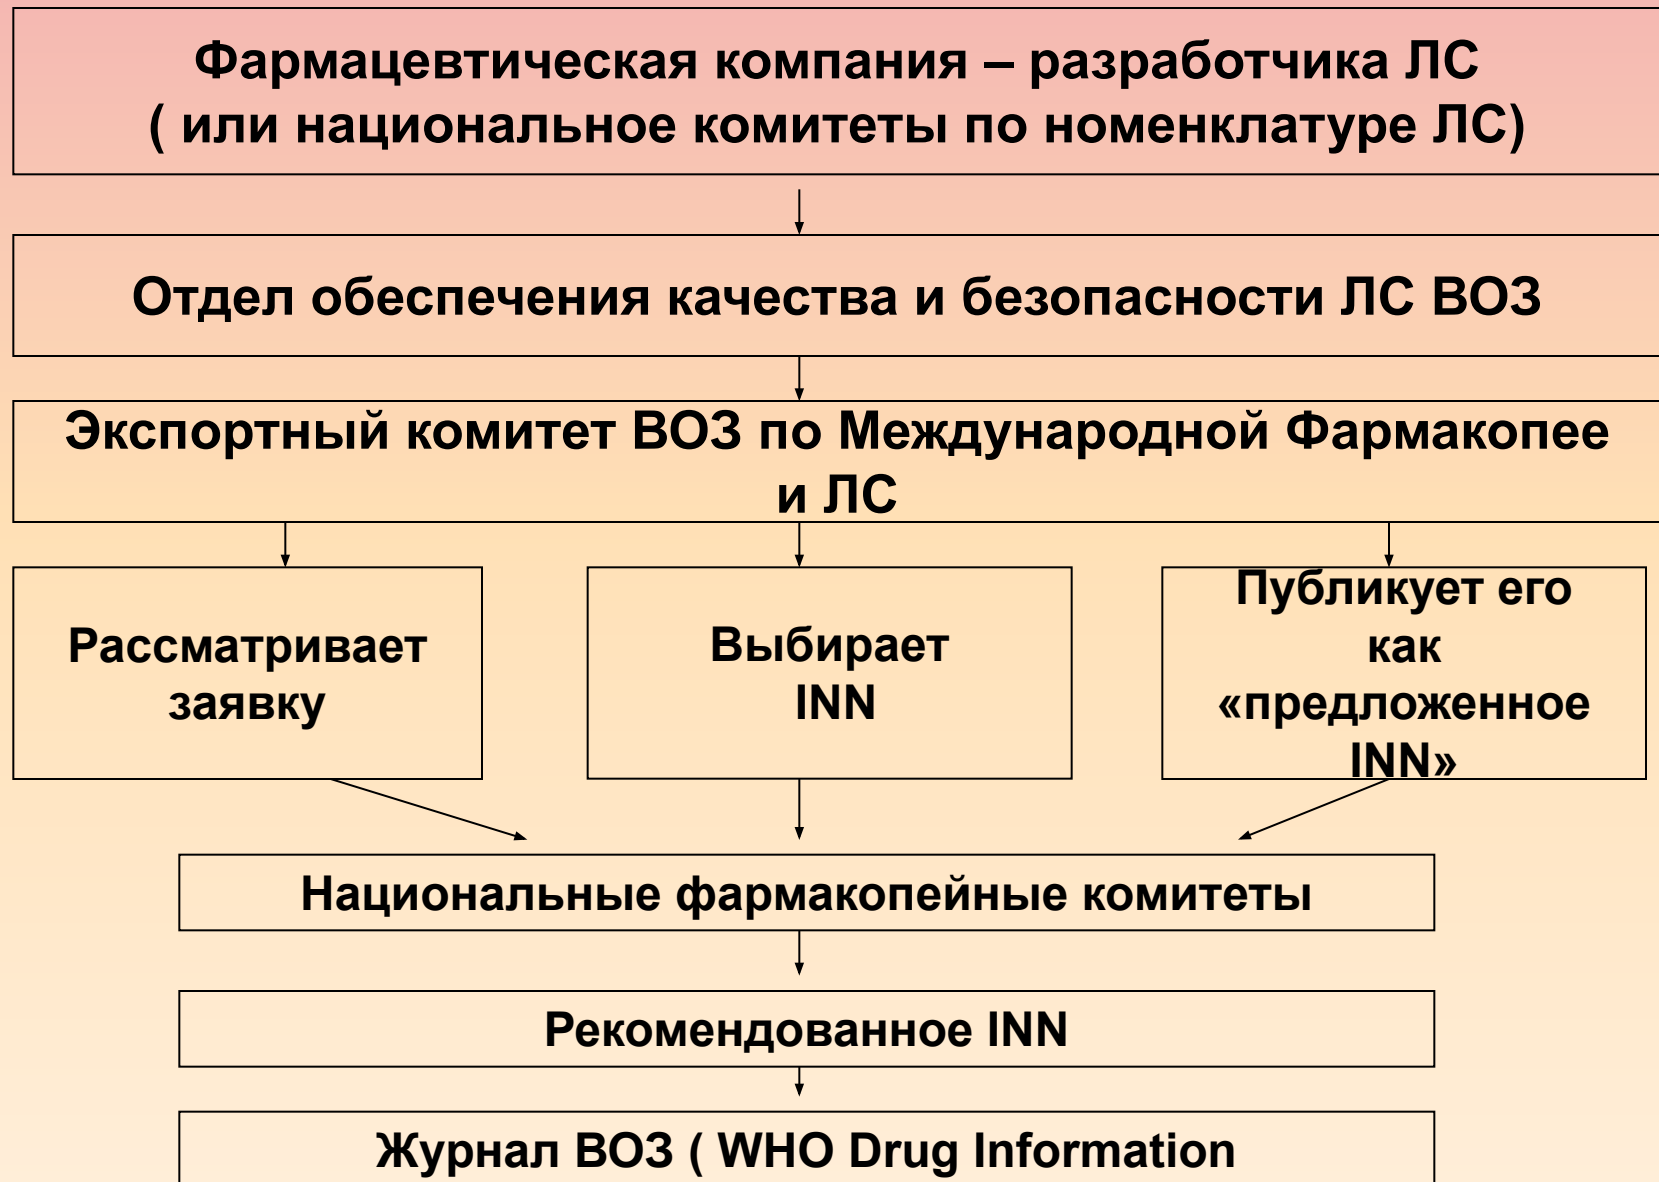 Фармацевтическая компания – разработчика ЛС
( или национальное комитеты по номенклатуре ЛС)
Отдел обеспечения качества и безопасности ЛС ВОЗ
Экспортный комитет ВОЗ по Международной Фармакопее
и ЛС
Рассматривает
заявку
Выбирает
INN
Публикует его
как
«предложенное
INN»
Национальные фармакопейные комитеты
Рекомендованное INN
Журнал ВОЗ ( WHO Drug Information